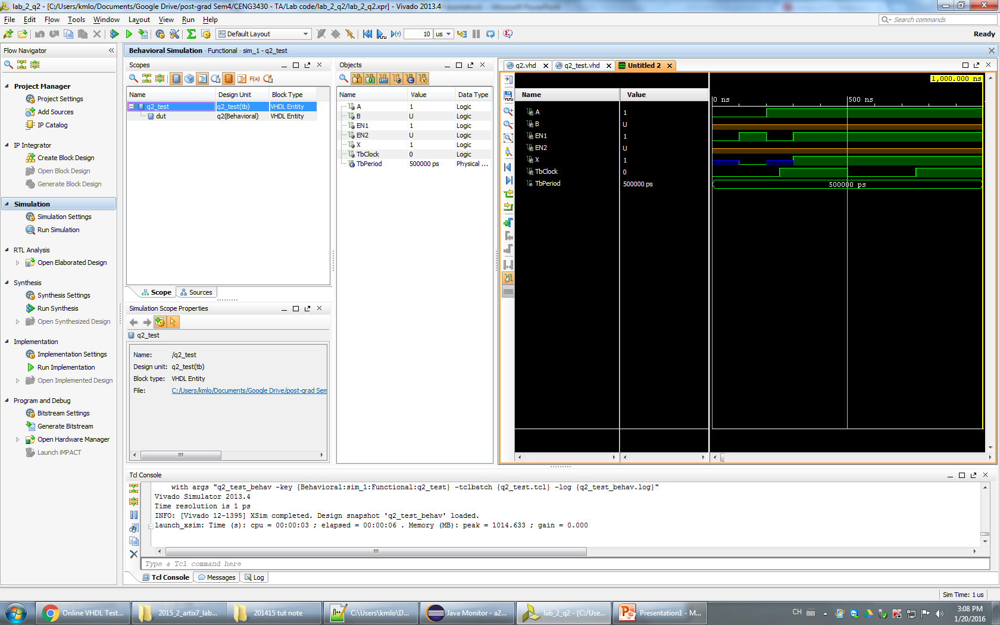 lab_2_q2 - [C:/Users/kmlo/Documents/Google Drive/post-grad Sem4/CENG3430 - TA/Lab code/lab_2_q2/lab_2_q2.xpr] - Vivado 2013.4
File Edit Flow Tools Window Layout View Run Help
Search commands
Default Layout
10 us
Ready
Flow Navigator
Project Manager
Project Settings
Add Sources
IP Catalog
IP Integrator
Create Block Design
Open Block Design
Generate Block Design
Simulation
Simulation Settings
Run Simulation
RTL Analysis
Open Elaborated Design
Synthesis
Synthesis Settings
Run Synthesis
Open Synthesized Design
Implementation
Implementation Settings
Run Implementation
Open Implemented Design
Program and Debug
Bitstream Settings
Generate Bitstream
Open Hardware Manager
Launch iMPACT
Behavioral Simulation - Functional - sim_1 - q2_test
Scopes
Name Design Unit Block Type
q2_test q2_test(tb) VHDL Entity
dut q2(Behavioral) VHDL Entity
Scope Sources
Simulation Scope Properties
q2_test
Name: /q2_test
Design unit: q2_test(tb)
Block type: VHDL Entity
File: C:/Users/kmlo/Documents/Google Drive/post-grad Sem
Objects
Name Value Data Type
A 1 Logic
B U Logic
EN1 1 Logic
EN2 U Logic
X 1 Logic
TbClock 0 Logic
TbPeriod 500000 ps Physical ...
q2.vhd q2_test.vhd Untitled 2
1,000.000 ns
Name Value
0 ns 500 ns
A 1
B U
EN1 1
EN2 U
X 1
TbClock 0
TbPeriod 500000 ps 500000 ps
Tcl Console
with args "q2_test_behav -key {Behavioral:sim_1:Functional:q2_test} -tclbatch {q2_test.tcl} -log {q2_test_behav.log}"
Vivado Simulator 2013.4
Time resolution is 1 ps
INFO: [Vivado 12-1395] XSim completed. Design snapshot 'q2_test_behav' loaded.
launch_xsim: Time (s): cpu = 00:00:03 ; elapsed = 00:00:06 . Memory (MB): peak = 1014.633 ; gain = 0.000
Type a Tcl command here
Tcl Console Messages Log
Sim Time: 1 us
Online VHDL Test... 2015_2_artix7_lab... 201415 tut note C:\Users\kmlo\D... Java Monitor - a2... lab_2_q2 - [C:/Use... Presentation1 - M...
CH
3:08 PM
1/20/2016